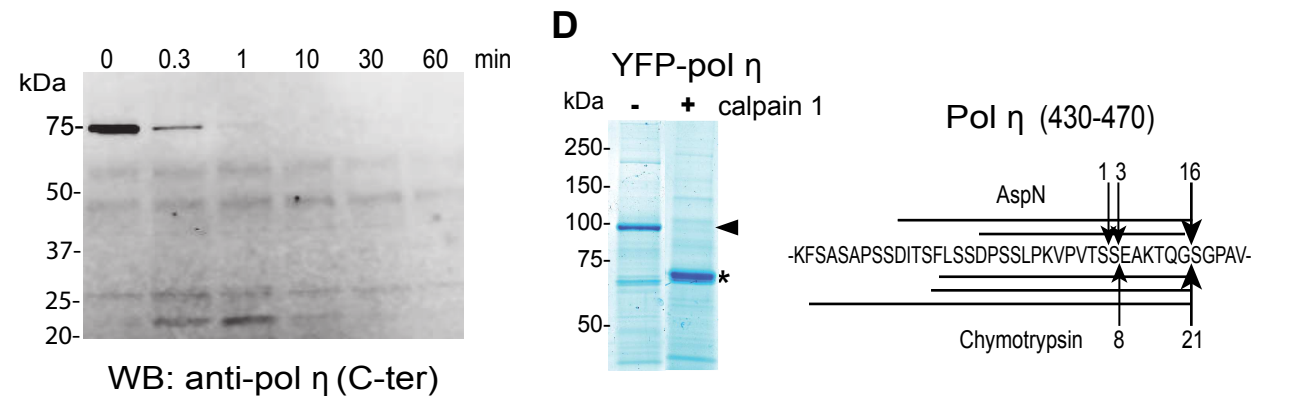 0 0.3 1 10 30 60 min
kDa
75-
50-
37-
25-
20-
WB: anti-pol η (C-ter)
D
YFP-pol η
kDa - + calpain 1
250-
150-
100-
75-
*
50-
Pol η (430-470)
1 3 16
AspN
-KFSASAPSSDITSFLSSDPSSLPKVPVTSSEAKTQGSGPAV-
Chymotrypsin 8 21